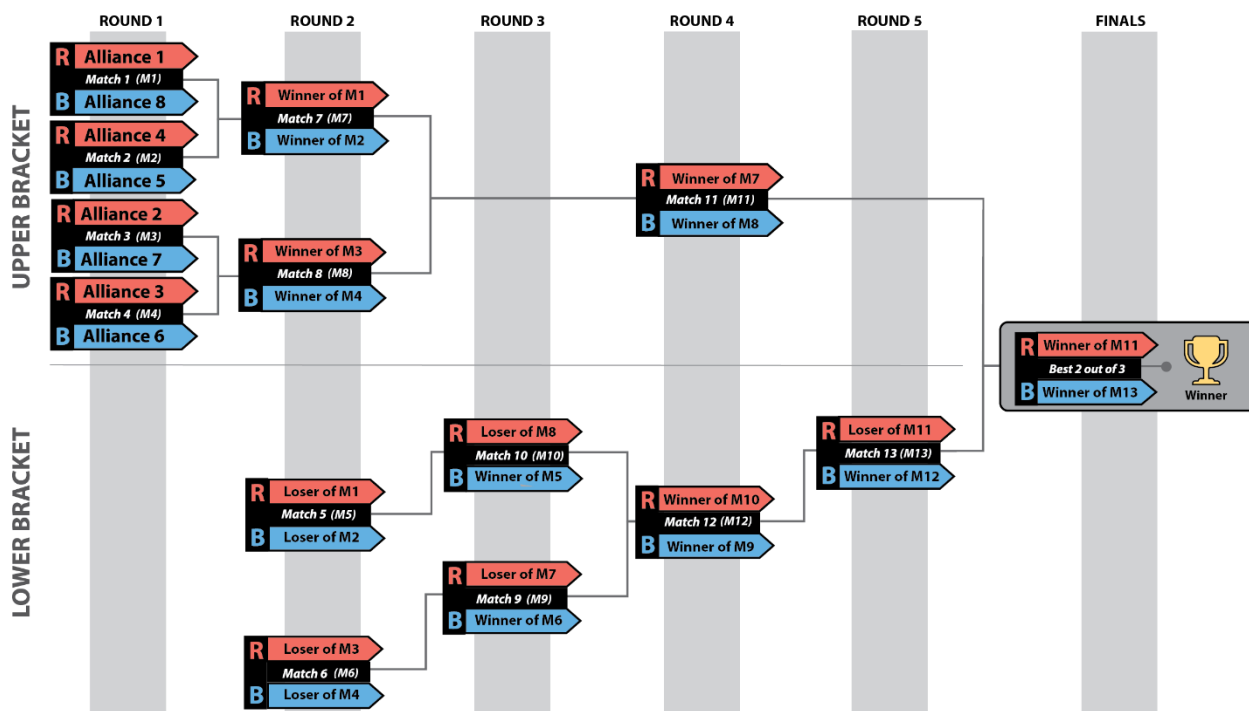 ROUND 1
ROUND 2
ROUND 3
ROUND 4
ROUND 5
FINALS
UPPER BRACKET
R Alliance 1
Match 1 (M1)
B Alliance 8
R Alliance 4
Match 2 (M2)
B Alliance 5
R Alliance 2
Match 3 (M3)
B Alliance 7
R Alliance 3
Match 4 (M4)
B Alliance 6
R Winner of M1
Match 7 (M7)
B Winner of M2
R Winner of M3
Match 8 (M8)
B Winner of M4
R Winner of M7
Match 11 (M11)
B Winner of M8
R Winner of M11
Best 2 out of 3
B Winner of M13
Winner
LOWER BRACKET
R Loser of M1
Match 5 (M5)
B Loser of M2
R Loser of M3
Match 6 (M6)
B Loser of M4
R Loser of M8
Match 10 (M10)
B Winner of M5
R Loser of M7
Match 9 (M9)
B Winner of M6
R Winner of M10
Match 12 (M12)
B Winner of M9
R Loser of M11
Match 13 (M13)
B Winner of M12